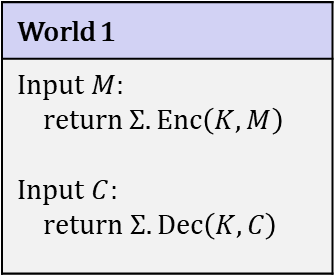 World 1
Input M:
return Σ. Enc(K, M)
Input C:
return Σ. Dec(K, C)